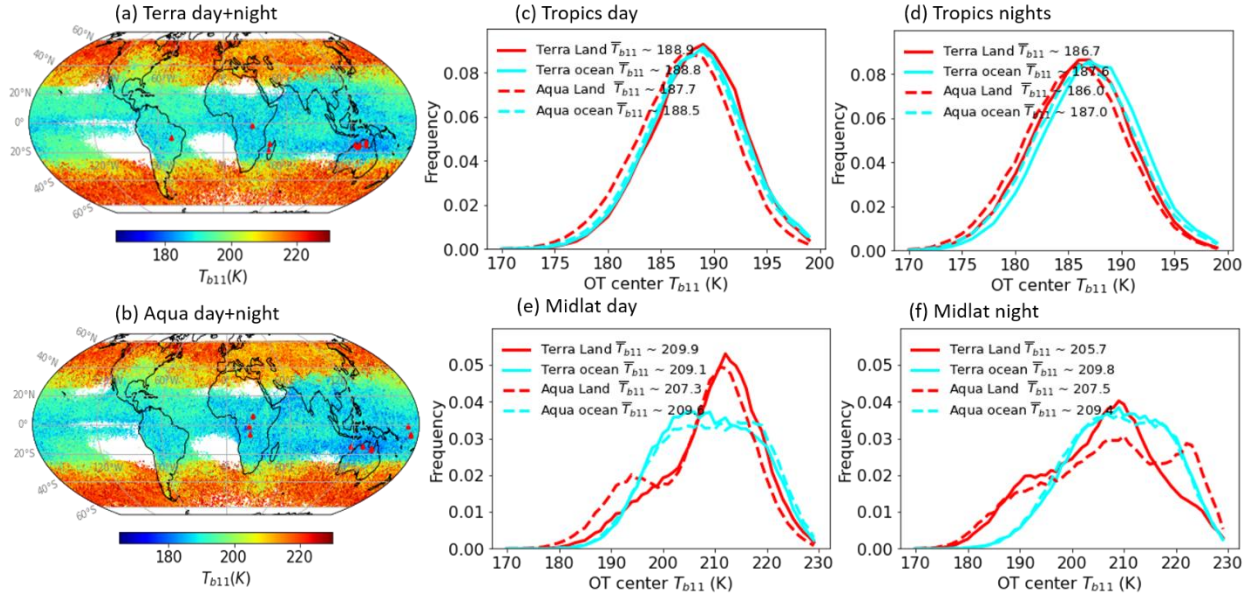 (a) Terra day+night
60°N
40°N
60°W
20°N
0°
20°S
120°W
40°S
60°S
180 200 220
T_b11(K)
(b) Aqua day+night
60°N
40°N
60°W
20°N
0°
20°S
120°W
40°S
60°S
180 200 220
T_b11(K)
(c) Tropics day
Terra Land T̅_b11 ~ 188.9
Terra ocean T̅_b11 ~ 188.8
Aqua Land T̅_b11 ~ 187.7
Aqua ocean T̅_b11 ~ 188.5
Frequency
0.08
0.06
0.04
0.02
0.00
170 175 180 185 190 195 200
OT center T_b11 (K)
(d) Tropics nights
Terra Land T̅_b11 ~ 186.7
Terra ocean T̅_b11 ~ 187.6
Aqua Land T̅_b11 ~ 186.0
Aqua ocean T̅_b11 ~ 187.0
Frequency
0.08
0.06
0.04
0.02
0.00
170 175 180 185 190 195 200
OT center T_b11 (K)
(e) Midlat day
Terra Land T̅_b11 ~ 209.9
Terra ocean T̅_b11 ~ 209.1
Aqua Land T̅_b11 ~ 207.3
Aqua ocean T̅_b11 ~
Frequency
0.05
0.04
0.03
0.02
0.01
0.00
170 180 190 200 210 220 230
OT center T_b11 (K)
(f) Midlat night
Terra Land T̅_b11 ~ 205.7
Terra ocean T̅_b11 ~ 209.8
Aqua Land T̅_b11 ~ 207.5
Aqua ocean T̅_b11 ~ 209.4
Frequency
0.05
0.04
0.03
0.02
0.01
0.00
170 180 190 200 210 220 230
OT center T_b11 (K)